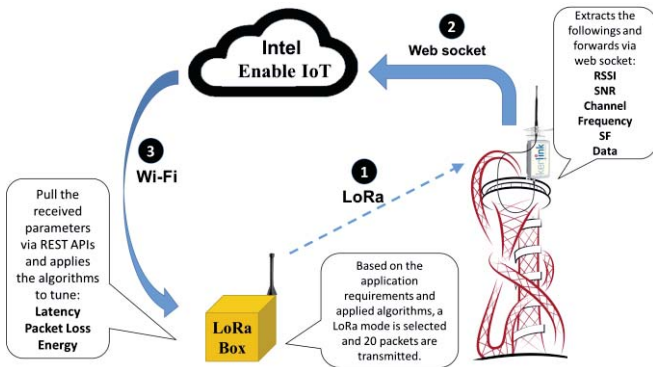 Intel
Enable IoT
2
Web socket
Extracts the
followings and
forwards via
web socket:
RSSI
SNR
Channel
Frequency
SF
Data
kerlink
3
Wi-Fi
1
LoRa
Pull the
received
parameters
via REST APIs
and applies
the algorithms
to tune:
Latency
Packet Loss
Energy
LoRa
Box
Based on the
application
requirements and
applied algorithms, a
LoRa mode is selected
and 20 packets are
transmitted.